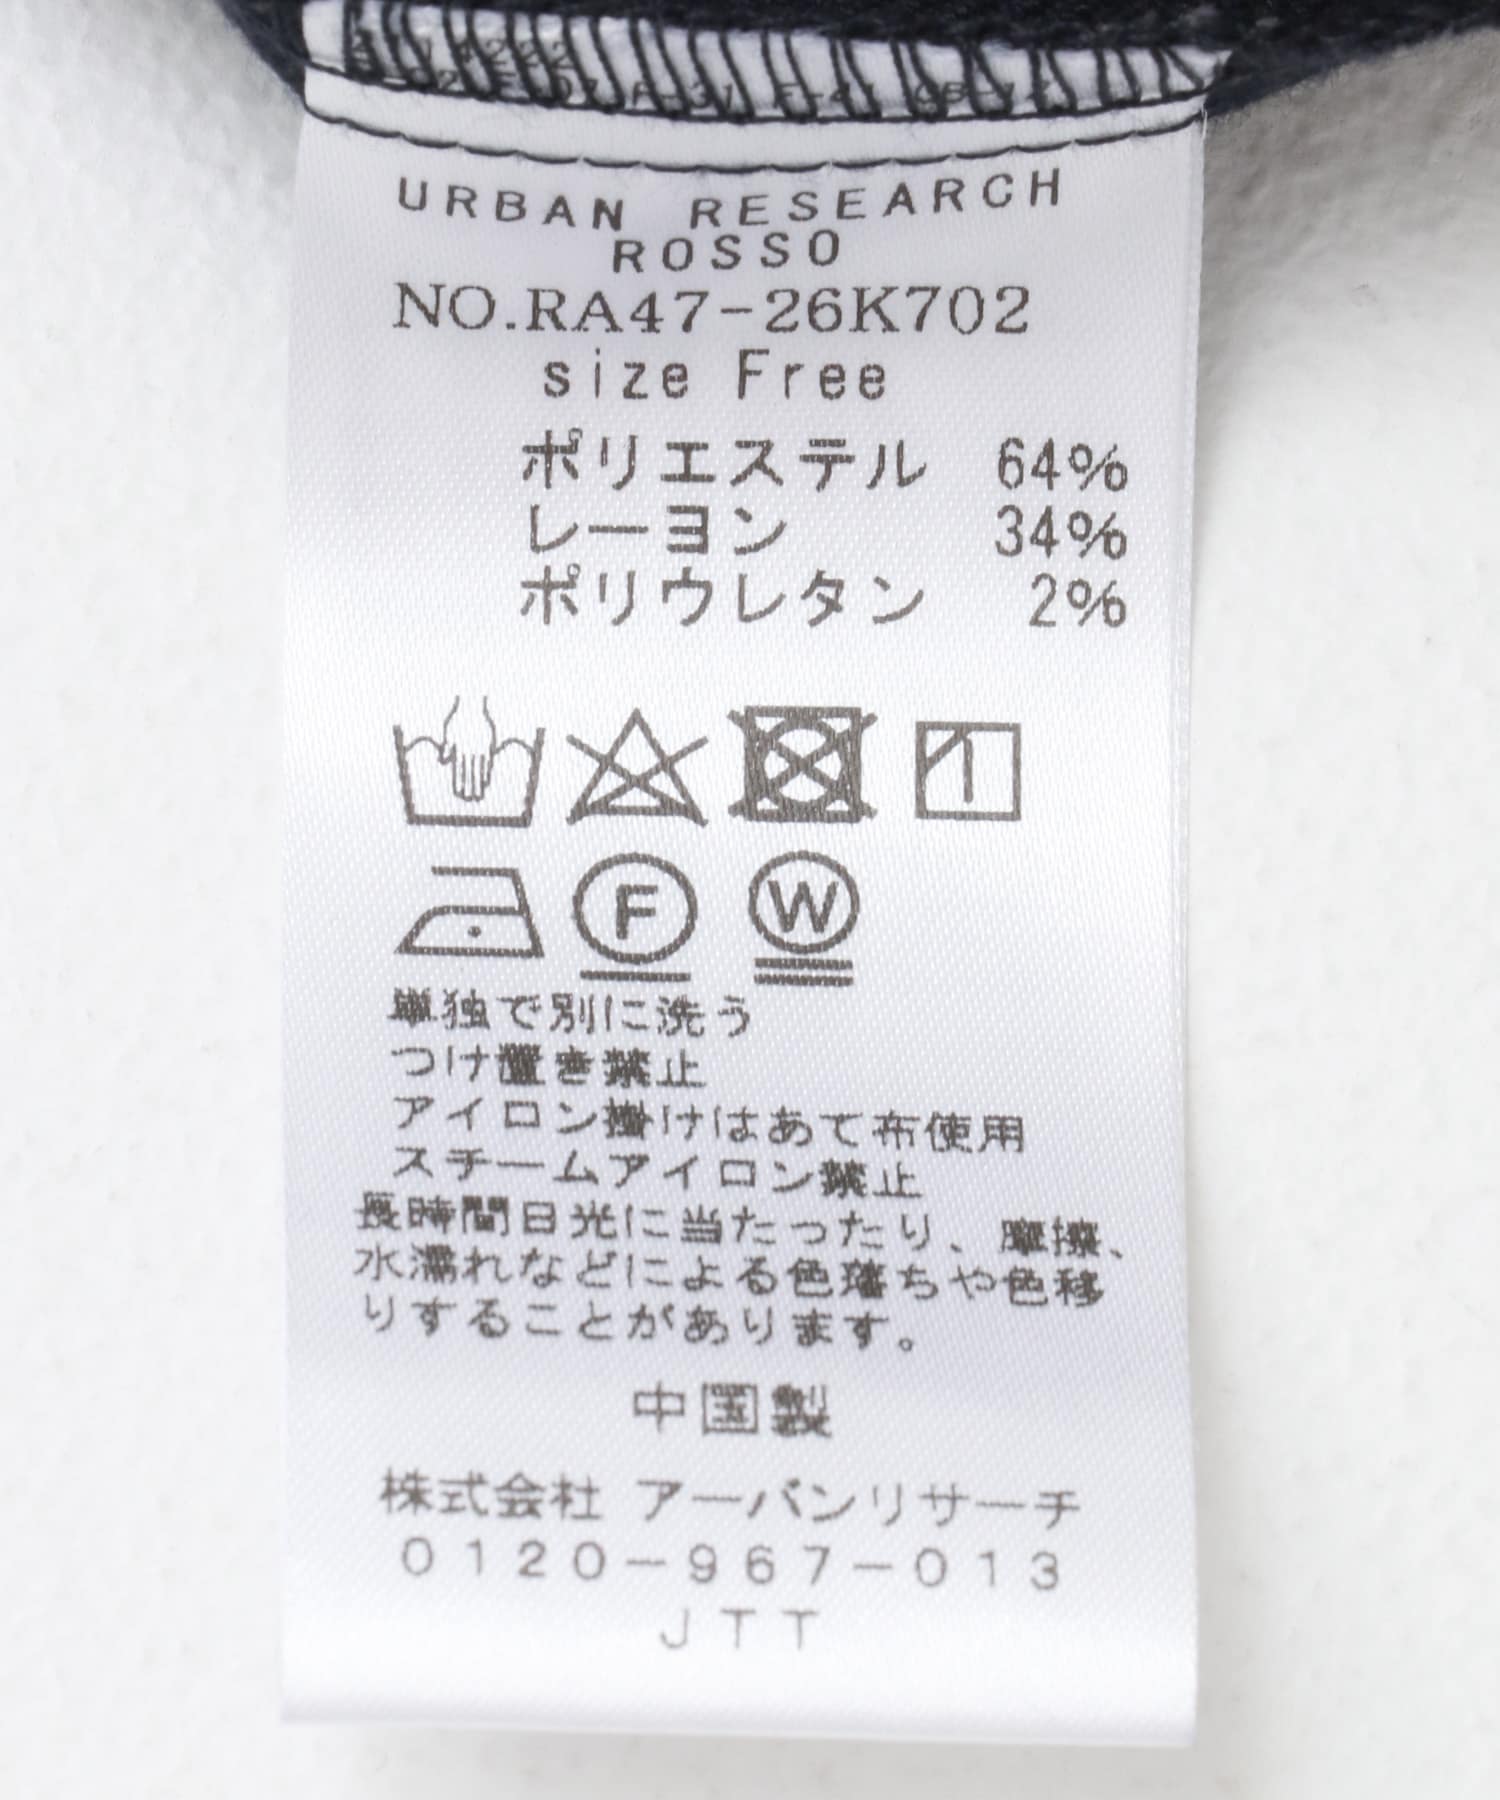 URBAN RESEARCH
ROSSO
NO.RA47-26K702
size Free
ポリエステル 64%
レーヨン 34%
ポリウレタン 2%
F W
単独で別に洗う
つけ置き禁止
アイロン掛けはあて布使用
スチームアイロン禁止
長時間日光に当たったり、摩擦、
水濡れなどによる色落ちや色移
りすることがあります。
中国製
株式会社 アーバンリサーチ
0120-967-013
JTT